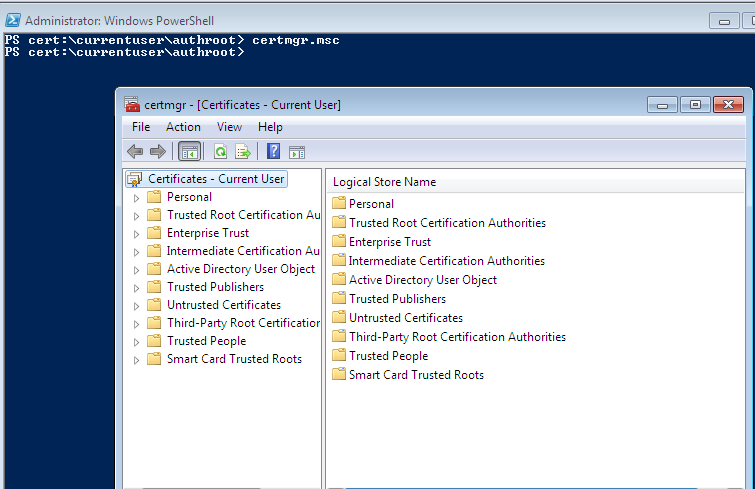 Administrator: Windows PowerShell
PS cert:\currentuser\authroot> certmgr.msc
PS cert:\currentuser\authroot>
certmgr - [Certificates - Current User]
File Action View Help
Certificates - Current User
Personal
Trusted Root Certification Au
Enterprise Trust
Intermediate Certification Au
Active Directory User Object
Trusted Publishers
Untrusted Certificates
Third-Party Root Certification
Trusted People
Smart Card Trusted Roots
Logical Store Name
Personal
Trusted Root Certification Authorities
Enterprise Trust
Intermediate Certification Authorities
Active Directory User Object
Trusted Publishers
Untrusted Certificates
Third-Party Root Certification Authorities
Trusted People
Smart Card Trusted Roots